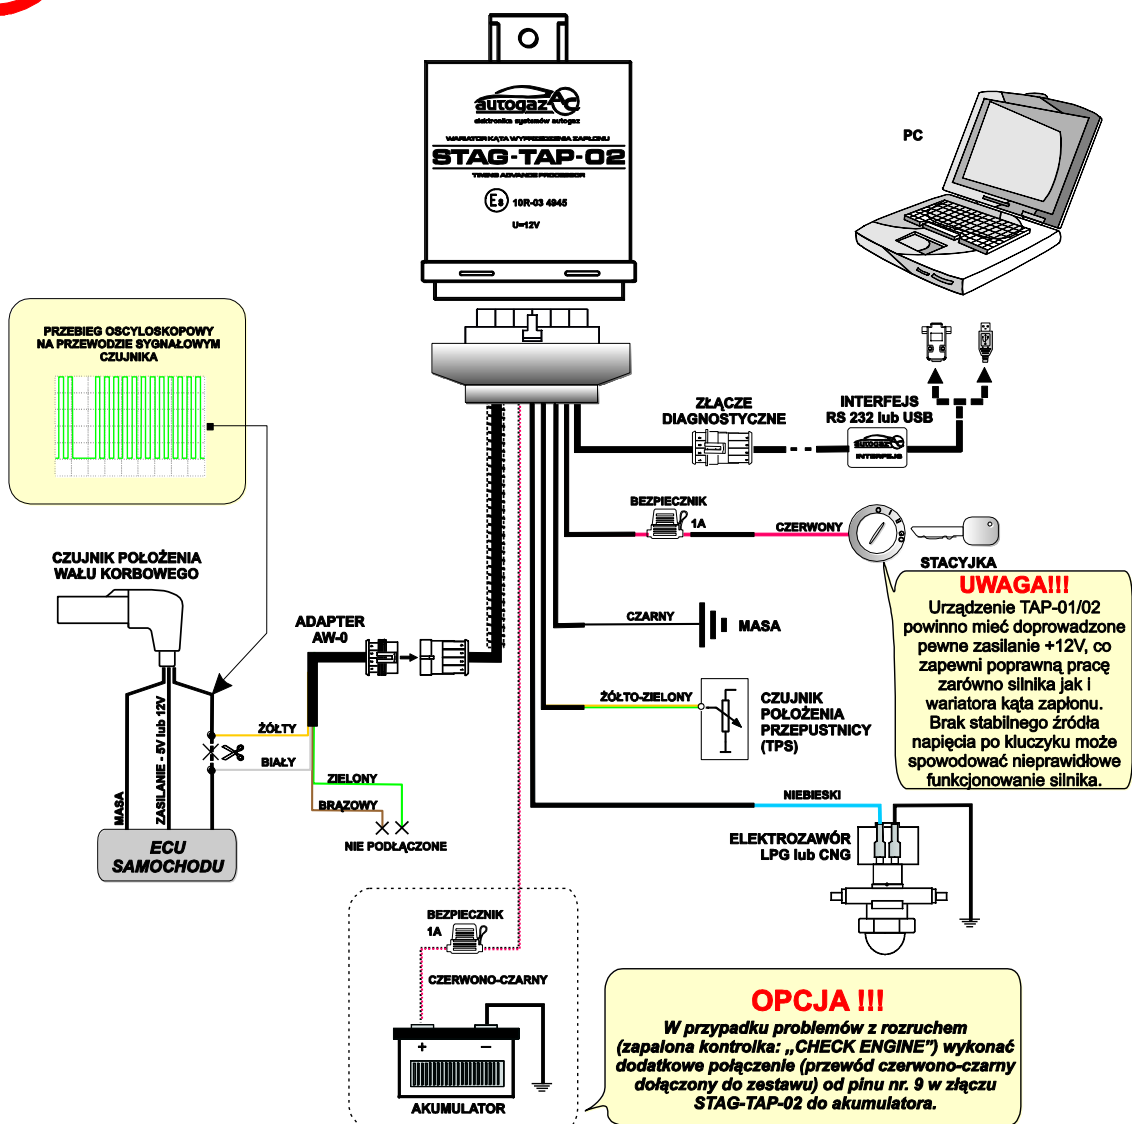 autogaz AC
elektronika systemów autogaz
WARIATOR KĄTA WYPRZEDZENIA ZAPŁONU
STAG-TAP-02
TIMING ADVANCE PROCESSOR
E8 10R-03 4945
U=12V
PC
PRZEBIEG OSCYLOSKOPOWY
NA PRZEWODZIE SYGNAŁOWYM
CZUJNIKA
ZŁĄCZE
DIAGNOSTYCZNE
INTERFEJS
RS 232 lub USB
autogaz
INTERFEJS
BEZPIECZNIK
1A
CZERWONY
STACYJKA
UWAGA!!!
Urządzenie TAP-01/02
powinno mieć doprowadzone
pewne zasilanie +12V, co
zapewni poprawną pracę
zarówno silnika jak i
wariatora kąta zapłonu.
Brak stabilnego źródła
napięcia po kluczyku może
spowodować nieprawidłowe
funkcjonowanie silnika.
CZUJNIK POŁOŻENIA
WAŁU KORBOWEGO
ADAPTER
AW-0
CZARNY
MASA
ŻÓŁTO-ZIELONY
CZUJNIK
POŁOŻENIA
PRZEPUSTNICY
(TPS)
MASA
ZASILANIE - 5V lub 12V
ŻÓŁTY
BIAŁY
ZIELONY
BRĄZOWY
NIE PODŁĄCZONE
ECU
SAMOCHODU
NIEBIESKI
ELEKTROZAWÓR
LPG lub CNG
BEZPIECZNIK
1A
CZERWONO-CZARNY
+ −
AKUMULATOR
OPCJA !!!
W przypadku problemów z rozruchem
(zapalona kontrolka: „CHECK ENGINE”) wykonać
dodatkowe połączenie (przewód czerwono-czarny
dołączony do zestawu) od pinu nr. 9 w złączu
STAG-TAP-02 do akumulatora.